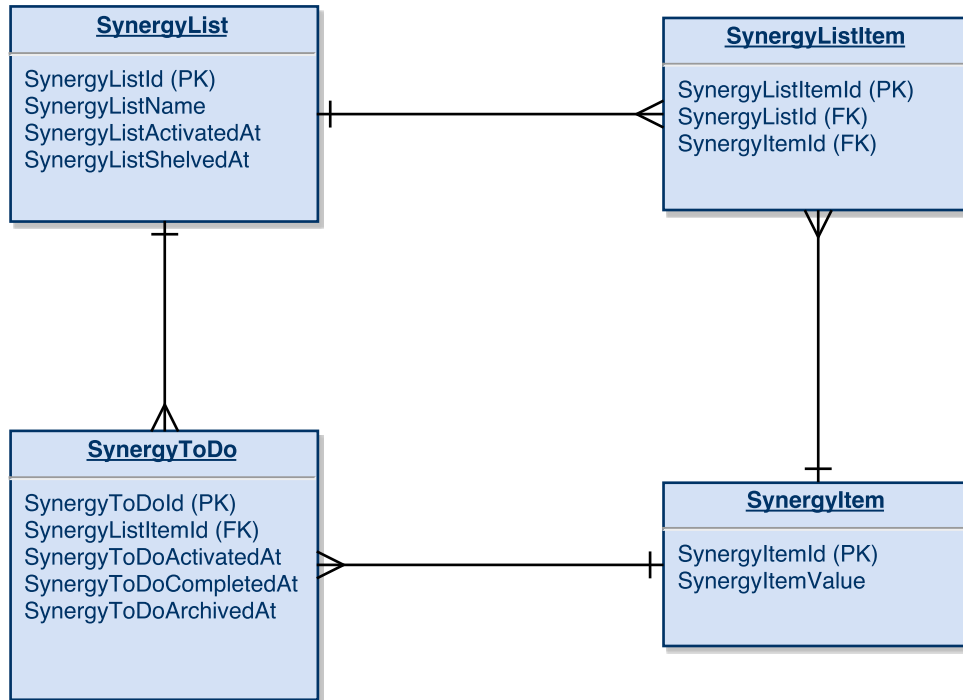 SynergyList
SynergyListId (PK)
SynergyListName
SynergyListActivatedAt
SynergyListShelvedAt
SynergyListItem
SynergyListItemId (PK)
SynergyListId (FK)
SynergyItemId (FK)
SynergyToDo
SynergyToDoId (PK)
SynergyListItemId (FK)
SynergyToDoActivatedAt
SynergyToDoCompletedAt
SynergyToDoArchivedAt
SynergyItem
SynergyItemId (PK)
SynergyItemValue